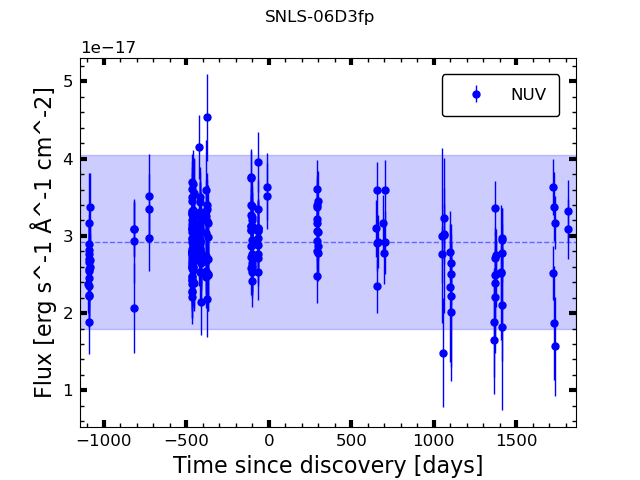 SNLS-06D3fp
1e−17
NUV
5
4
3
2
1
Flux [erg s^-1 Å^-1 cm^-2]
−1000 −500 0 500 1000 1500
Time since discovery [days]